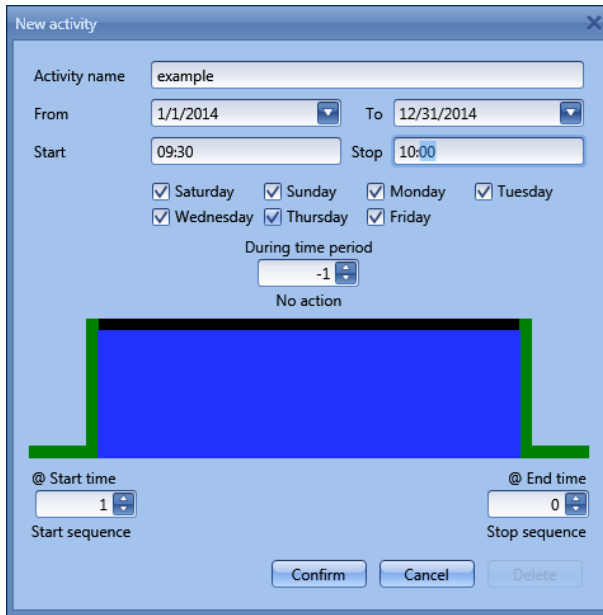 New activity
Activity name example
From 1/1/2014 To 12/31/2014
Start 09:30 Stop 10:00
Saturday Sunday Monday Tuesday
Wednesday Thursday Friday
During time period
-1
No action
@ Start time @ End time
1 0
Start sequence Stop sequence
Confirm Cancel Delete